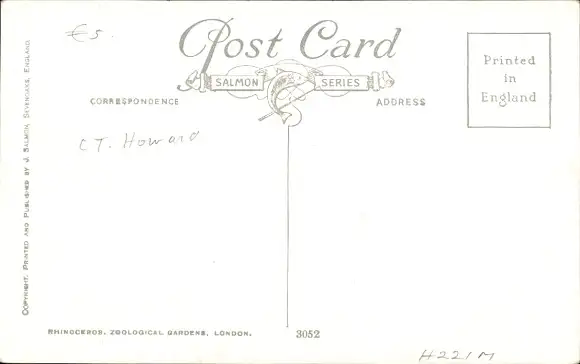 €5.
Post Card
SALMON SERIES
CORRESPONDENCE
ADDRESS
Printed
in
England
C T. Howard
COPYRIGHT. PRINTED AND PUBLISHED BY J. SALMON, SEVENOAKS, ENGLAND.
RHINOCEROS. ZOOLOGICAL GARDENS, LONDON.
3052
H221M